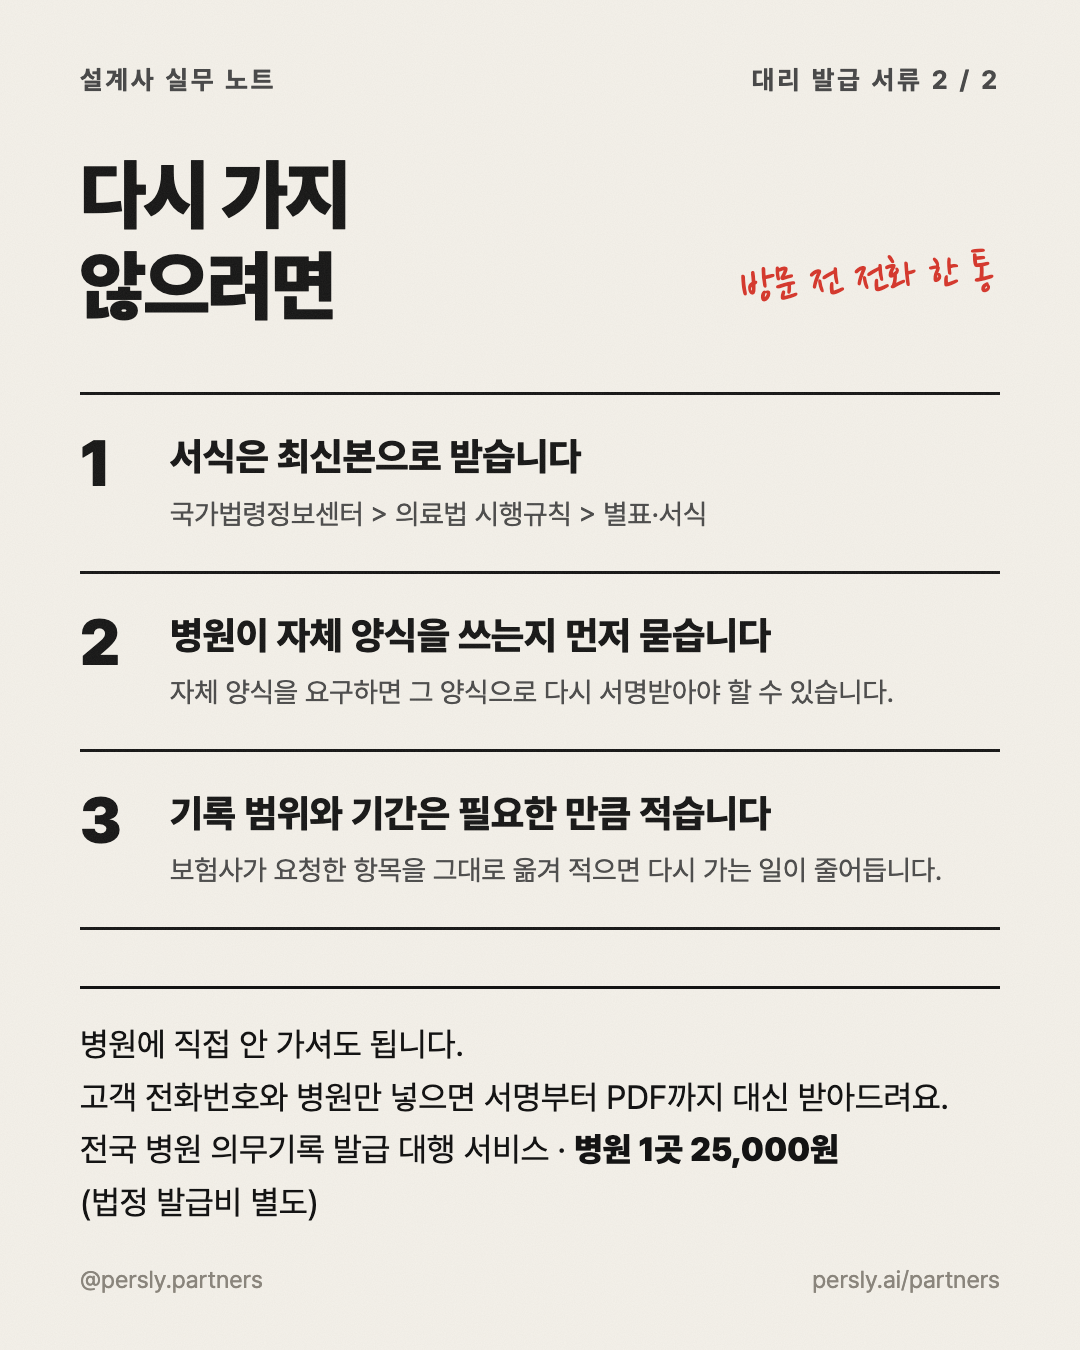 설계사 실무 노트
대리 발급 서류 2 / 2
다시 가지
않으려면
방문 전 전화 한 통
1
서식은 최신본으로 받습니다
국가법령정보센터 > 의료법 시행규칙 > 별표·서식
2
병원이 자체 양식을 쓰는지 먼저 묻습니다
자체 양식을 요구하면 그 양식으로 다시 서명받아야 할 수 있습니다.
3
기록 범위와 기간은 필요한 만큼 적습니다
보험사가 요청한 항목을 그대로 옮겨 적으면 다시 가는 일이 줄어듭니다.
병원에 직접 안 가셔도 됩니다.
고객 전화번호와 병원만 넣으면 서명부터 PDF까지 대신 받아드려요.
전국 병원 의무기록 발급 대행 서비스 · 병원 1곳 25,000원
(법정 발급비 별도)
@persly.partners
persly.ai/partners